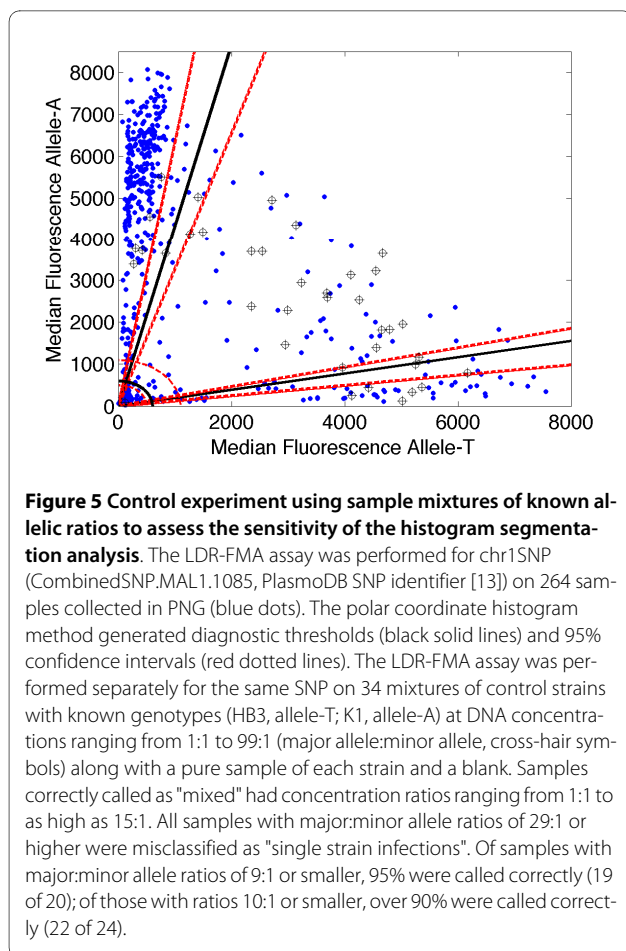 8000
7000
6000
5000
4000
3000
2000
1000
0
Median Fluorescence Allele-A
0 2000 4000 6000 8000
Median Fluorescence Allele-T
Figure 5 Control experiment using sample mixtures of known al-
lelic ratios to assess the sensitivity of the histogram segmenta-
tion analysis. The LDR-FMA assay was performed for chr1SNP
(CombinedSNP.MAL1.1085, PlasmoDB SNP identifier [13]) on 264 sam-
ples collected in PNG (blue dots). The polar coordinate histogram
method generated diagnostic thresholds (black solid lines) and 95%
confidence intervals (red dotted lines). The LDR-FMA assay was per-
formed separately for the same SNP on 34 mixtures of control strains
with known genotypes (HB3, allele-T; K1, allele-A) at DNA concentra-
tions ranging from 1:1 to 99:1 (major allele:minor allele, cross-hair sym-
bols) along with a pure sample of each strain and a blank. Samples
correctly called as "mixed" had concentration ratios ranging from 1:1 to
as high as 15:1. All samples with major:minor allele ratios of 29:1 or
higher were misclassified as "single strain infections". Of samples with
major:minor allele ratios of 9:1 or smaller, 95% were called correctly (19
of 20); of those with ratios 10:1 or smaller, over 90% were called correct-
ly (22 of 24).